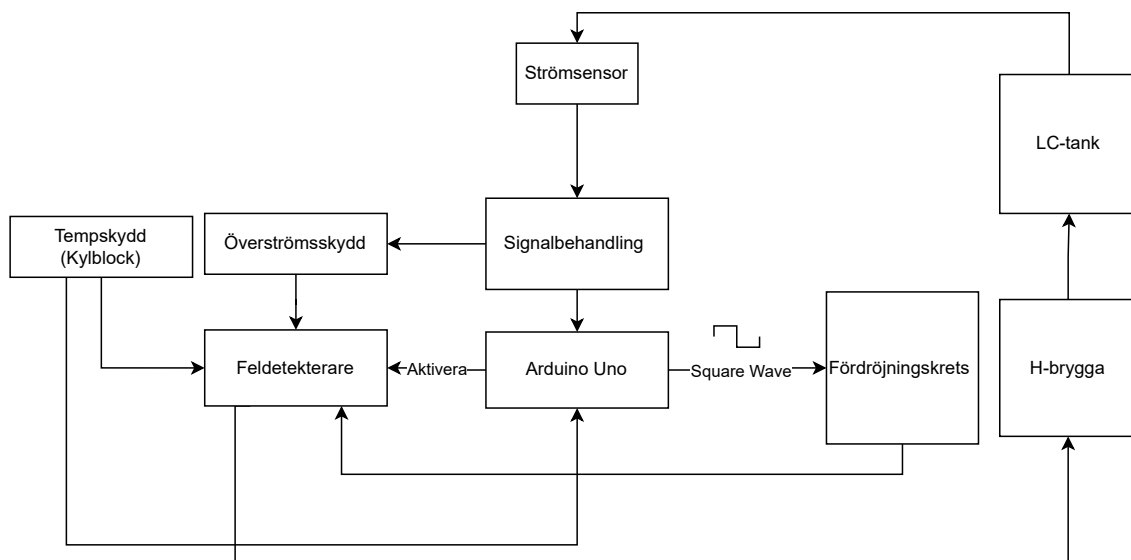 Strömsensor
LC-tank
Tempskydd
(Kylblock)
Överströmsskydd
Signalbehandling
Feldetekterare
Aktivera
Arduino Uno
Square Wave
Fördröjningskrets
H-brygga